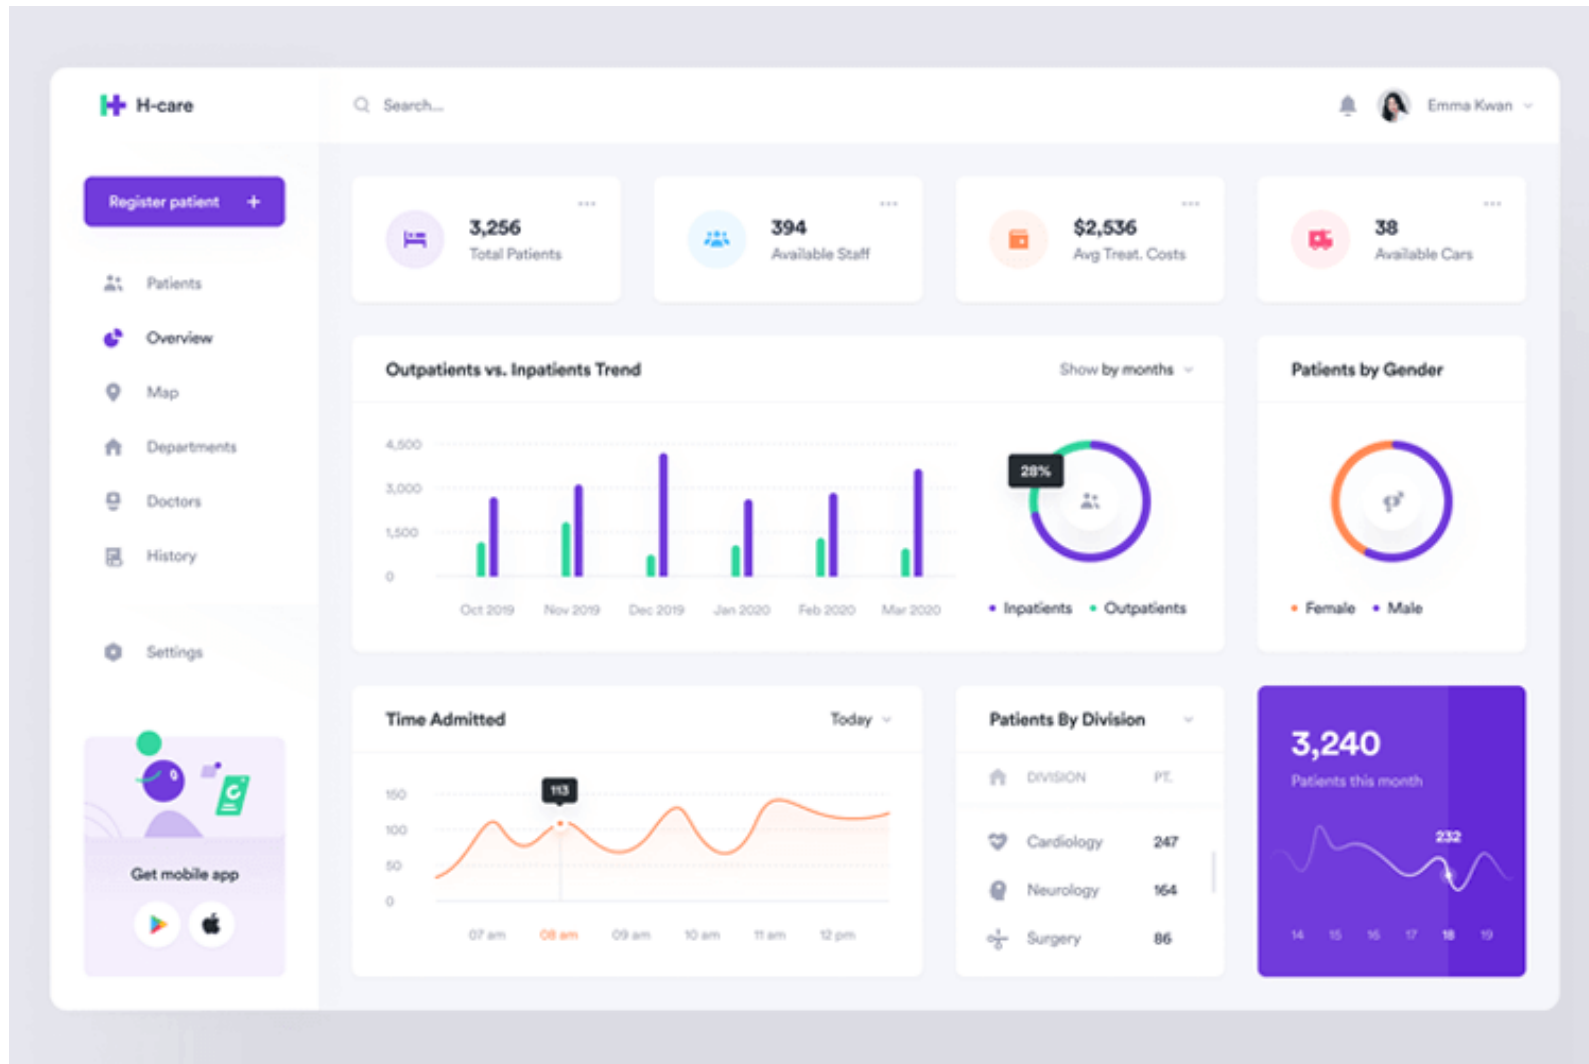 H-care
Search...
Emma Kwan
Register patient +
Patients
Overview
Map
Departments
Doctors
History
Settings
Get mobile app
3,256
Total Patients
394
Available Staff
$2,536
Avg Treat. Costs
38
Available Cars
Outpatients vs. Inpatients Trend
Show by months
4,500
3,000
1,500
0
Oct 2019 Nov 2019 Dec 2019 Jan 2020 Feb 2020 Mar 2020
28%
Inpatients Outpatients
Patients by Gender
Female Male
Time Admitted
Today
150
100
50
0
113
07 am 08 am 09 am 10 am 11 am 12 pm
Patients By Division
DIVISION PT.
Cardiology 247
Neurology 164
Surgery 86
3,240
Patients this month
232
14 15 16 17 18 19